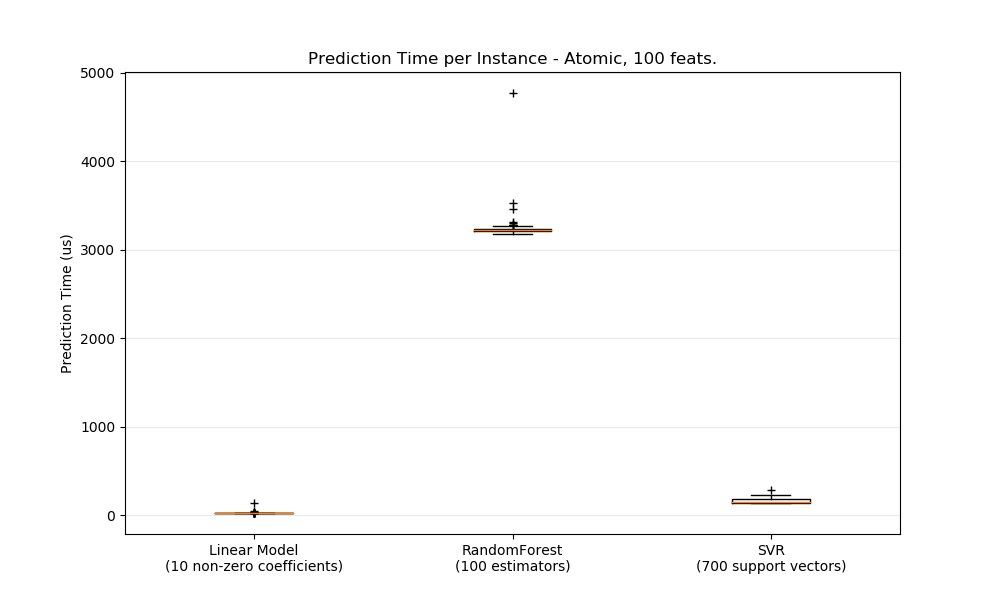 Prediction Time per Instance - Atomic, 100 feats.
5000
4000
3000
2000
1000
0
Prediction Time (us)
Linear Model
(10 non-zero coefficients)
RandomForest
(100 estimators)
SVR
(700 support vectors)